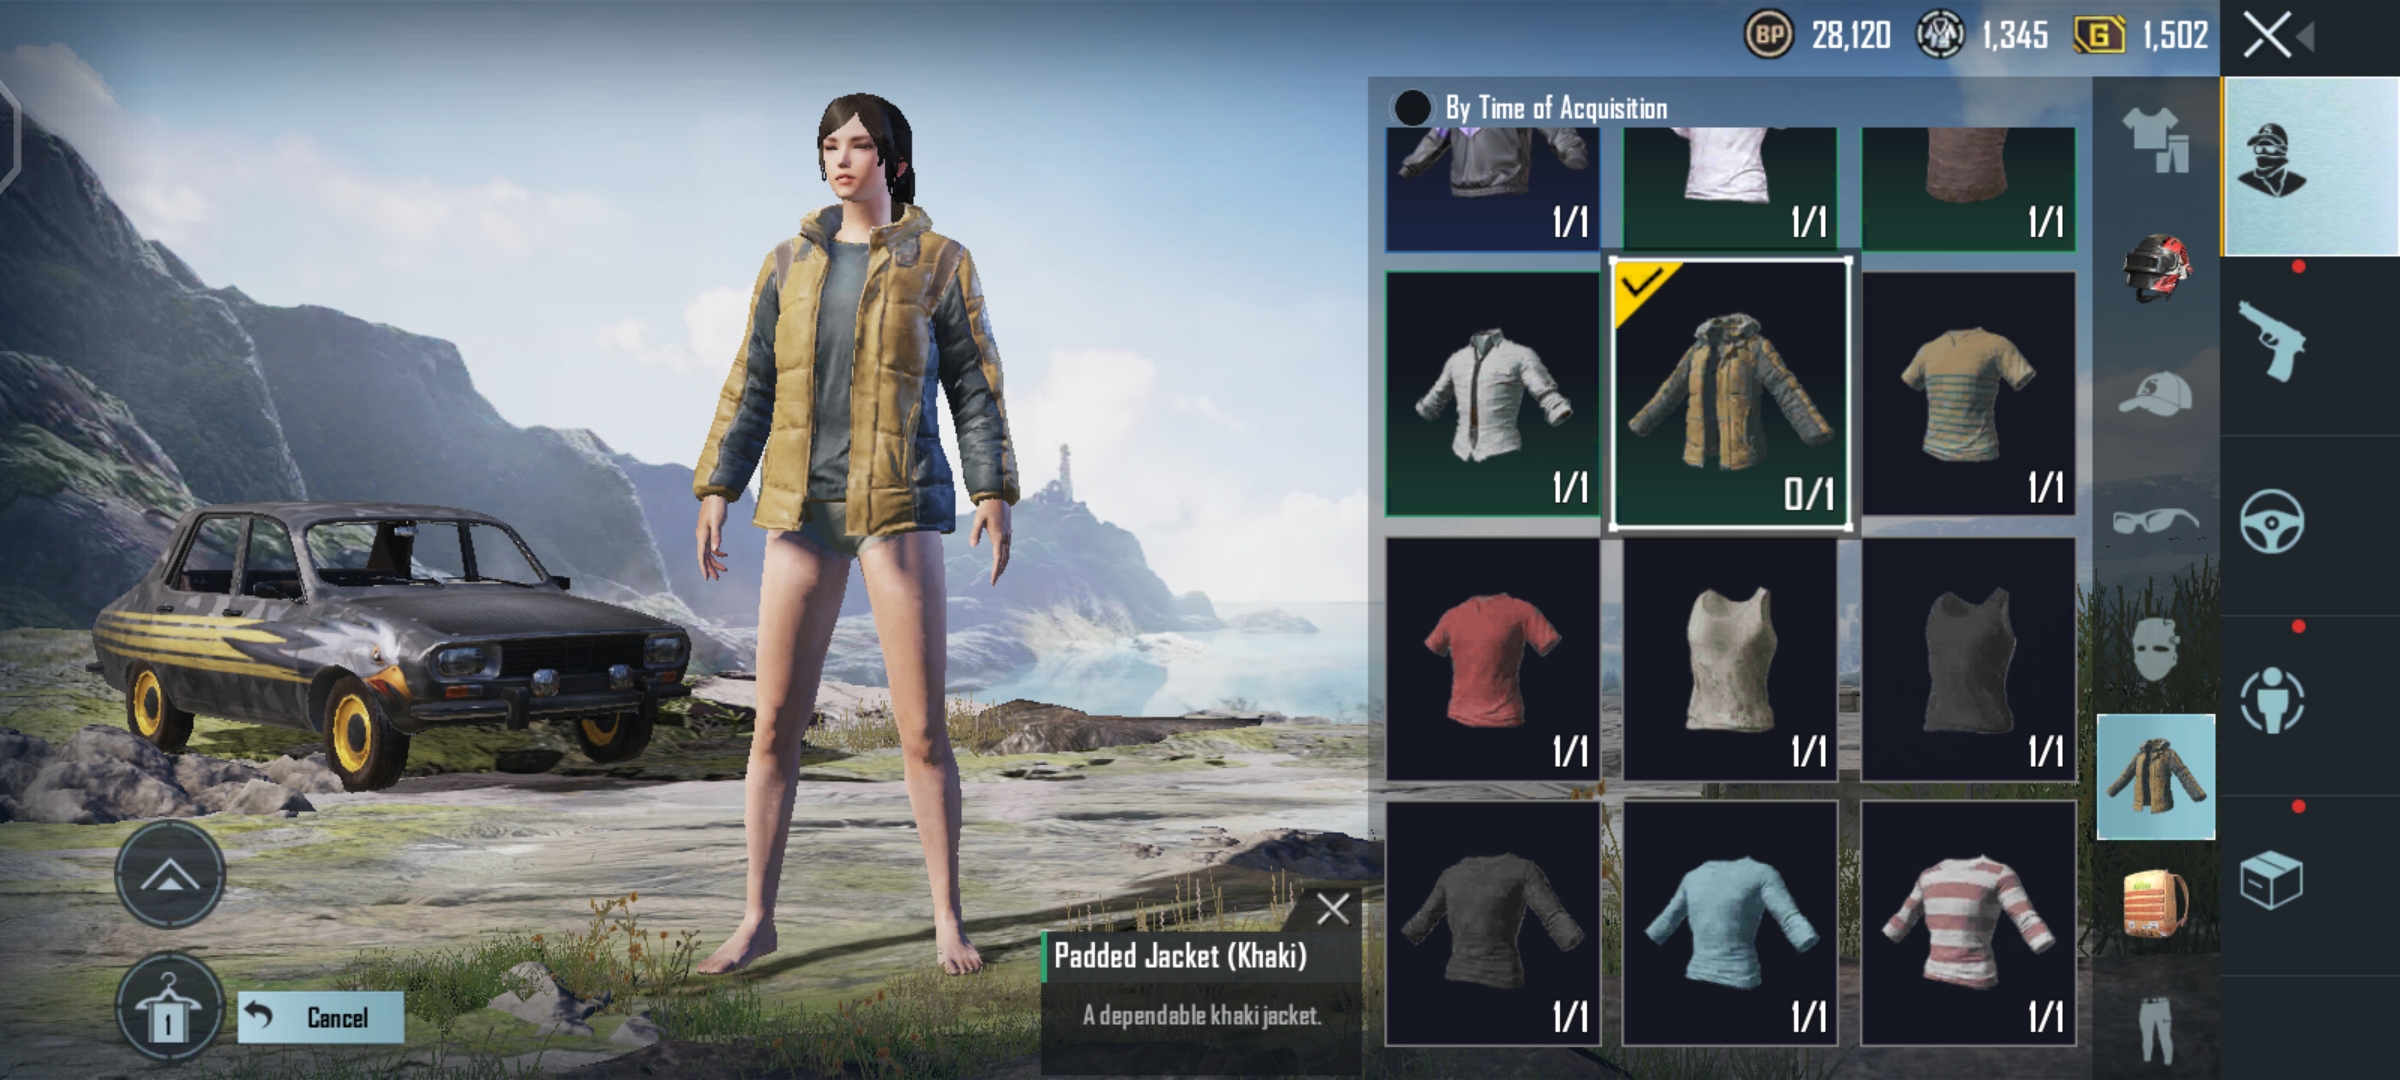 BP 28,120 1,345 G 1,502
By Time of Acquisition
1/1 1/1 1/1
1/1 0/1 1/1
1/1 1/1 1/1
1/1 1/1 1/1
Padded Jacket (Khaki)
A dependable khaki jacket.
1 Cancel